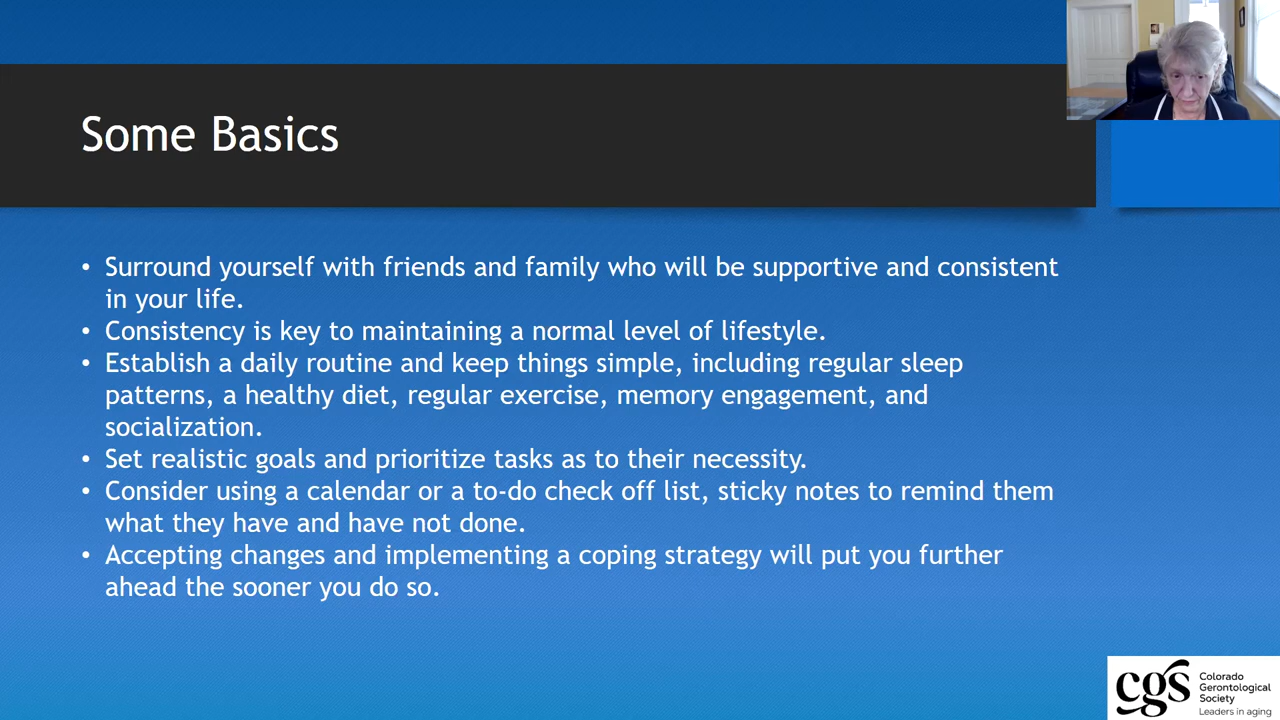 Some Basics
• Surround yourself with friends and family who will be supportive and consistent
in your life.
• Consistency is key to maintaining a normal level of lifestyle.
• Establish a daily routine and keep things simple, including regular sleep
patterns, a healthy diet, regular exercise, memory engagement, and
socialization.
• Set realistic goals and prioritize tasks as to their necessity.
• Consider using a calendar or a to-do check off list, sticky notes to remind them
what they have and have not done.
• Accepting changes and implementing a coping strategy will put you further
ahead the sooner you do so.
cgs
Colorado
Gerontological
Society
Leaders in aging